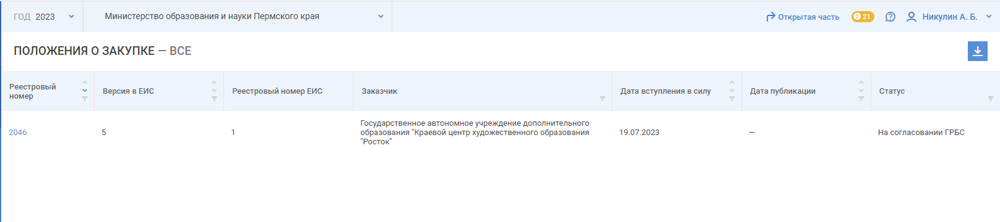 ГОД 2023 Министерство образования и науки Пермского края Открытая часть 21 Никулин А. Б.
ПОЛОЖЕНИЯ О ЗАКУПКЕ — ВСЕ
Реестровый номер
Версия в ЕИС
Реестровый номер ЕИС
Заказчик
Дата вступления в силу
Дата публикации
Статус
2046
5
1
Государственное автономное учреждение дополнительного
образования "Краевой центр художественного образования
"Росток"
19.07.2023
—
На согласовании ГРБС